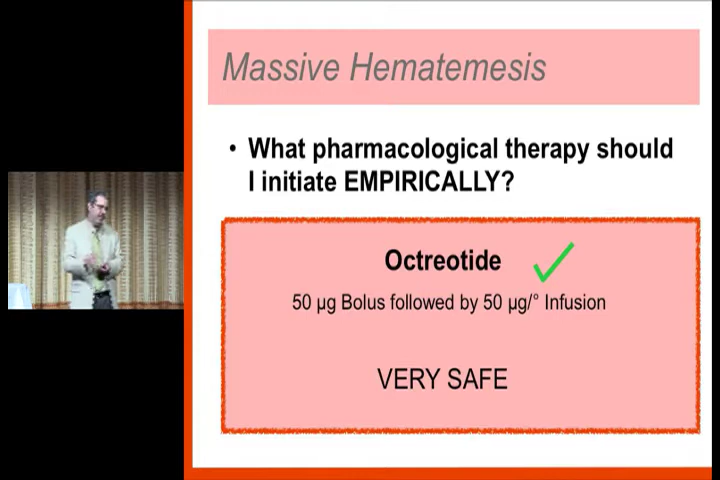 Massive Hematemesis
• What pharmacological therapy should
I initiate EMPIRICALLY?
Octreotide
50 µg Bolus followed by 50 µg/° Infusion
VERY SAFE